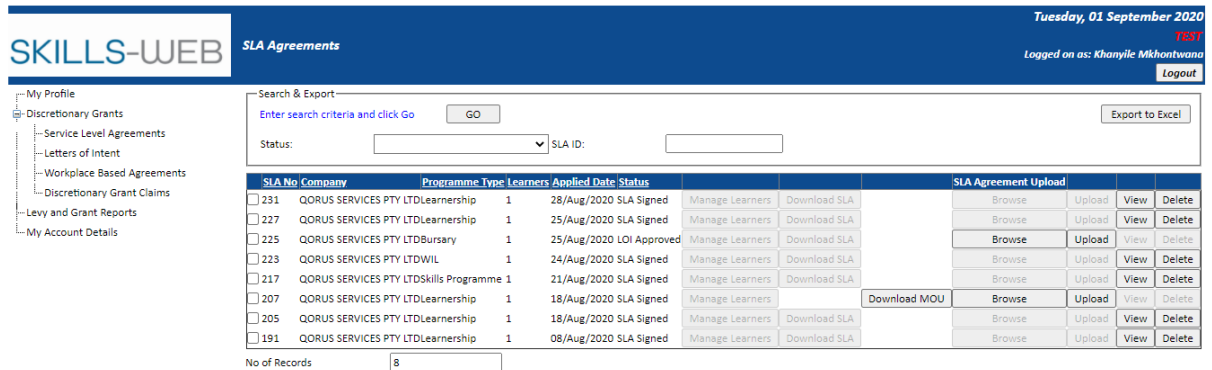 Tuesday, 01 September 2020
SKILLS-WEB
SLA Agreements
TEST
Logged on as: Khanyile Mkhontwana
Logout
My Profile
Discretionary Grants
Service Level Agreements
Letters of Intent
Workplace Based Agreements
Discretionary Grant Claims
Levy and Grant Reports
My Account Details
Search & Export
Enter search criteria and click Go GO Export to Excel
Status: SLA ID:
SLA No Company Programme Type Learners Applied Date Status SLA Agreement Upload
231 QORUS SERVICES PTY LTD Learnership 1 28/Aug/2020 SLA Signed Manage Learners Download SLA Browse Upload View Delete
227 QORUS SERVICES PTY LTD Learnership 1 25/Aug/2020 SLA Signed Manage Learners Download SLA Browse Upload View Delete
225 QORUS SERVICES PTY LTD Bursary 1 25/Aug/2020 LOI Approved Manage Learners Download SLA Browse Upload View Delete
223 QORUS SERVICES PTY LTD WIL 1 24/Aug/2020 SLA Signed Manage Learners Download SLA Browse Upload View Delete
217 QORUS SERVICES PTY LTD Skills Programme 1 21/Aug/2020 SLA Signed Manage Learners Download SLA Browse Upload View Delete
207 QORUS SERVICES PTY LTD Learnership 1 18/Aug/2020 SLA Signed Manage Learners Download MOU Browse Upload View Delete
205 QORUS SERVICES PTY LTD Learnership 1 18/Aug/2020 SLA Signed Manage Learners Download SLA Browse Upload View Delete
191 QORUS SERVICES PTY LTD Learnership 1 08/Aug/2020 SLA Signed Manage Learners Download SLA Browse Upload View Delete
No of Records 8